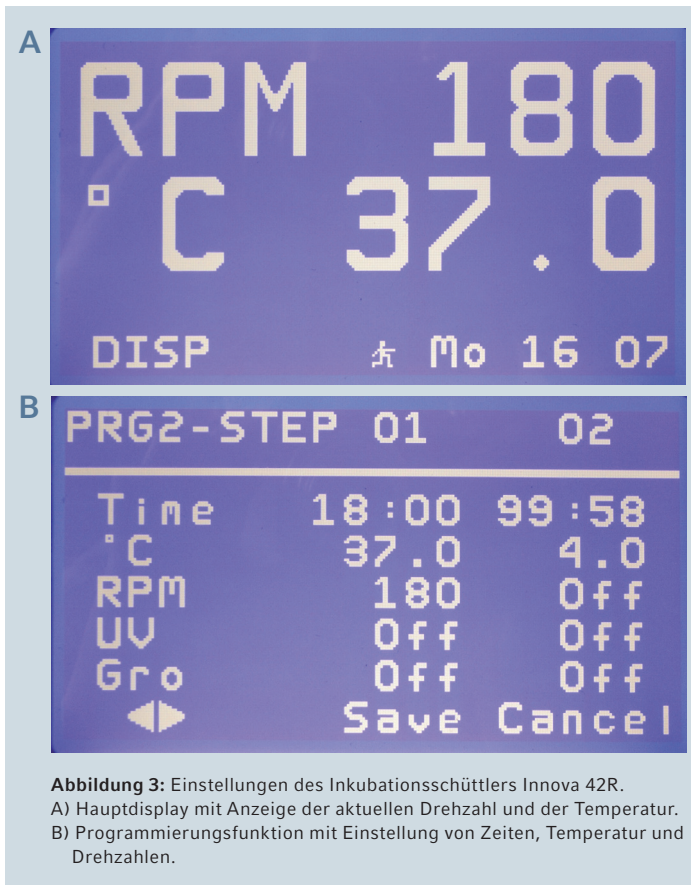 A
RPM 180
°C 37.0
DISP Mo 16 07
B
PRG2-STEP 01 02
Time 18:00 99:58
°C 37.0 4.0
RPM 180 Off
UV Off Off
Gro Off Off
Save Cancel
Abbildung 3: Einstellungen des Inkubationsschüttlers Innova 42R.
A) Hauptdisplay mit Anzeige der aktuellen Drehzahl und der Temperatur.
B) Programmierungsfunktion mit Einstellung von Zeiten, Temperatur und
Drehzahlen.